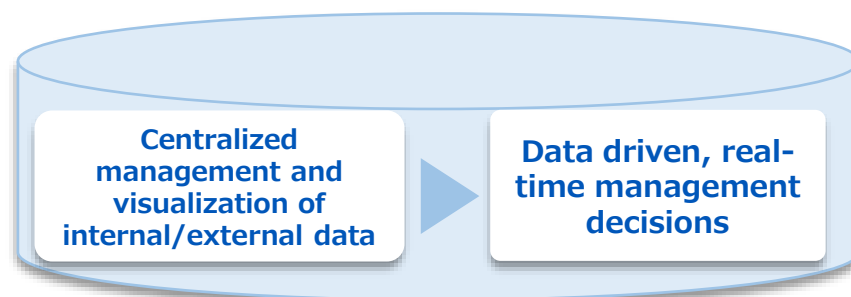 Centralized
management and
visualization of
internal/external data
Data driven, real-
time management
decisions